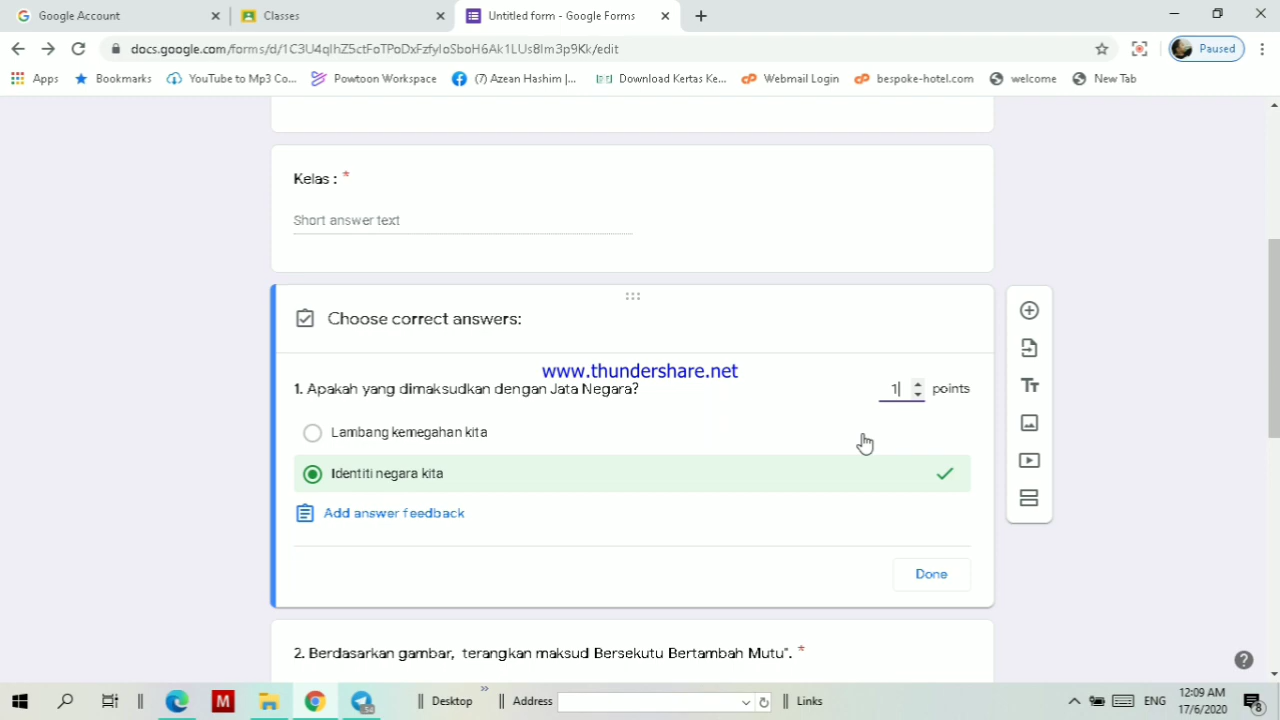 Google Account
Classes
Untitled form - Google Forms
docs.google.com/forms/d/1C3U4qIhZ5ctFoTPoDxFzfyloSboH6Ak1LUs8lm3p9Kk/edit
Paused
Apps
Bookmarks
YouTube to Mp3 Co...
Powtoon Workspace
(7) Azean Hashim |...
Download Kertas Ke...
Webmail Login
bespoke-hotel.com
welcome
New Tab
Kelas : *
Short answer text
Choose correct answers:
www.thundershare.net
1. Apakah yang dimaksudkan dengan Jata Negara?
1 points
Lambang kemegahan kita
Identiti negara kita
Add answer feedback
Done
2. Berdasarkan gambar, terangkan maksud Bersekutu Bertambah Mutu". *
Desktop
Address
Links
ENG
12:09 AM
17/6/2020